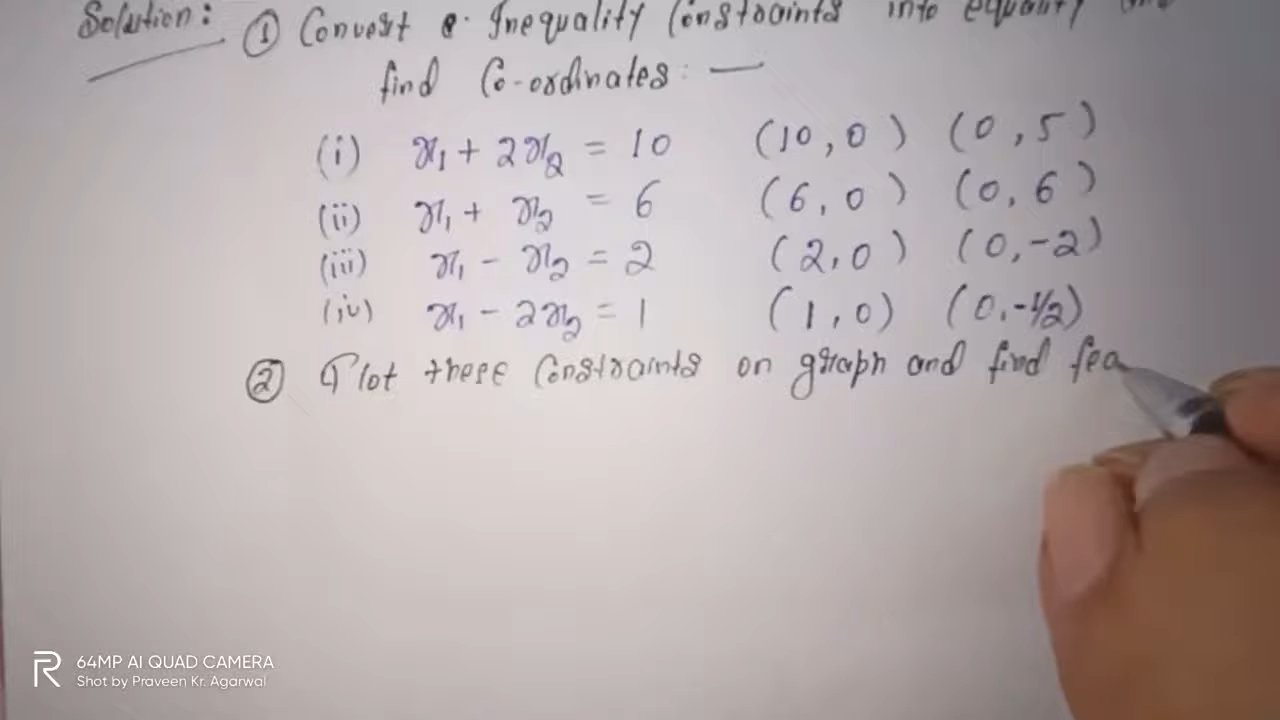 Solution: ① Convert Inequality Constraints into equality
find Co-ordinates: —
(i) x₁ + 2x₂ = 10 (10, 0) (0, 5)
(ii) x₁ + x₂ = 6 (6, 0) (0, 6)
(iii) x₁ - x₂ = 2 (2, 0) (0, -2)
(iv) x₁ - 2x₂ = 1 (1, 0) (0, -1/2)
② Plot these Constraints on graph and find fea
64MP AI QUAD CAMERA
Shot by Praveen Kr. Agarwal